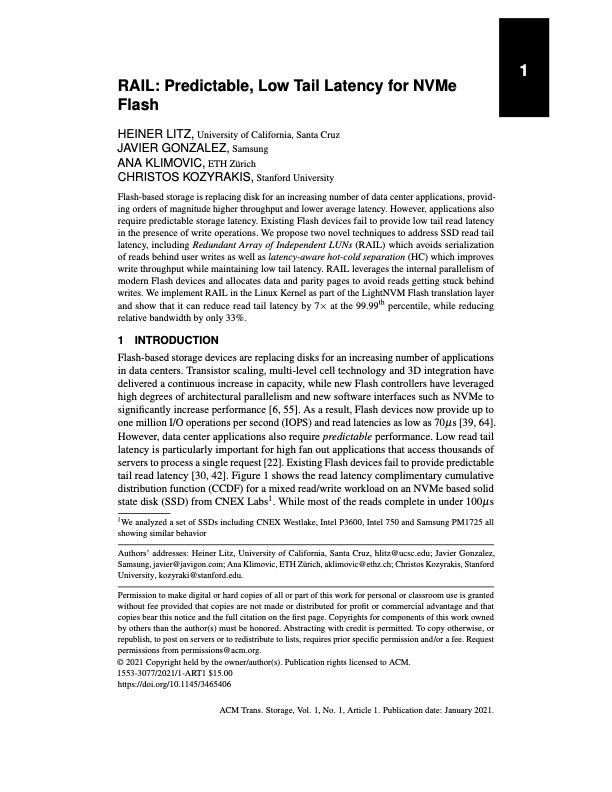 1
RAIL: Predictable, Low Tail Latency for NVMe
Flash
HEINER LITZ, University of California, Santa Cruz
JAVIER GONZALEZ, Samsung
ANA KLIMOVIC, ETH Zürich
CHRISTOS KOZYRAKIS, Stanford University
Flash-based storage is replacing disk for an increasing number of data center applications, provid-
ing orders of magnitude higher throughput and lower average latency. However, applications also
require predictable storage latency. Existing Flash devices fail to provide low tail read latency
in the presence of write operations. We propose two novel techniques to address SSD read tail
latency, including Redundant Array of Independent LUNs (RAIL) which avoids serialization
of reads behind user writes as well as latency-aware hot-cold separation (HC) which improves
write throughput while maintaining low tail latency. RAIL leverages the internal parallelism of
modern Flash devices and allocates data and parity pages to avoid reads getting stuck behind
writes. We implement RAIL in the Linux Kernel as part of the LightNVM Flash translation layer
and show that it can reduce read tail latency by 7× at the 99.99th percentile, while reducing
relative bandwidth by only 33%.
1 INTRODUCTION
Flash-based storage devices are replacing disks for an increasing number of applications
in data centers. Transistor scaling, multi-level cell technology and 3D integration have
delivered a continuous increase in capacity, while new Flash controllers have leveraged
high degrees of architectural parallelism and new software interfaces such as NVMe to
significantly increase performance [6, 55]. As a result, Flash devices now provide up to
one million I/O operations per second (IOPS) and read latencies as low as 70μs [39, 64].
However, data center applications also require predictable performance. Low read tail
latency is particularly important for high fan out applications that access thousands of
servers to process a single request [22]. Existing Flash devices fail to provide predictable
tail read latency [30, 42]. Figure 1 shows the read latency complimentary cumulative
distribution function (CCDF) for a mixed read/write workload on an NVMe based solid
state disk (SSD) from CNEX Labs1. While most of the reads complete in under 100μs
1We analyzed a set of SSDs including CNEX Westlake, Intel P3600, Intel 750 and Samsung PM1725 all
showing similar behavior
Authors' addresses: Heiner Litz, University of California, Santa Cruz, hlitz@ucsc.edu; Javier Gonzalez,
Samsung, javier@javigon.com; Ana Klimovic, ETH Zürich, aklimovic@ethz.ch; Christos Kozyrakis, Stanford
University, kozyraki@stanford.edu.
Permission to make digital or hard copies of all or part of this work for personal or classroom use is granted
without fee provided that copies are not made or distributed for profit or commercial advantage and that
copies bear this notice and the full citation on the first page. Copyrights for components of this work owned
by others than the author(s) must be honored. Abstracting with credit is permitted. To copy otherwise, or
republish, to post on servers or to redistribute to lists, requires prior specific permission and/or a fee. Request
permissions from permissions@acm.org.
© 2021 Copyright held by the owner/author(s). Publication rights licensed to ACM.
1553-3077/2021/1-ART1 $15.00
https://doi.org/10.1145/3465406
ACM Trans. Storage, Vol. 1, No. 1, Article 1. Publication date: January 2021.